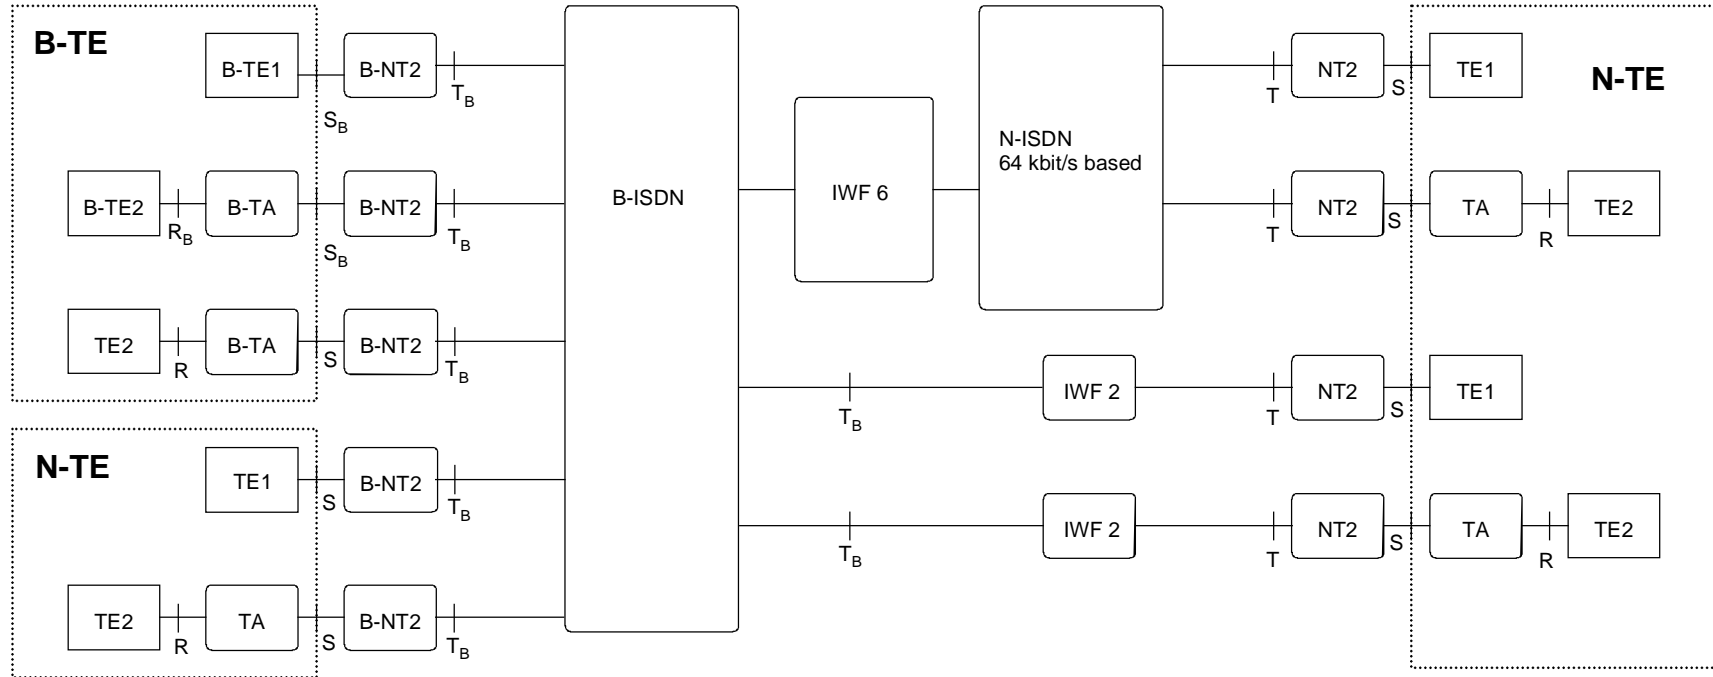 B-TE
B-TE1
B-NT2
T_B
S_B
B-TE2
R_B
B-TA
S_B
B-NT2
T_B
TE2
R
B-TA
S
B-NT2
T_B
N-TE
TE1
S
B-NT2
T_B
TE2
R
TA
S
B-NT2
T_B
B-ISDN
IWF 6
N-ISDN
64 kbit/s based
T
NT2
S
TE1
N-TE
T
NT2
S
TA
R
TE2
T_B
IWF 2
T
NT2
S
TE1
T_B
IWF 2
T
NT2
S
TA
R
TE2